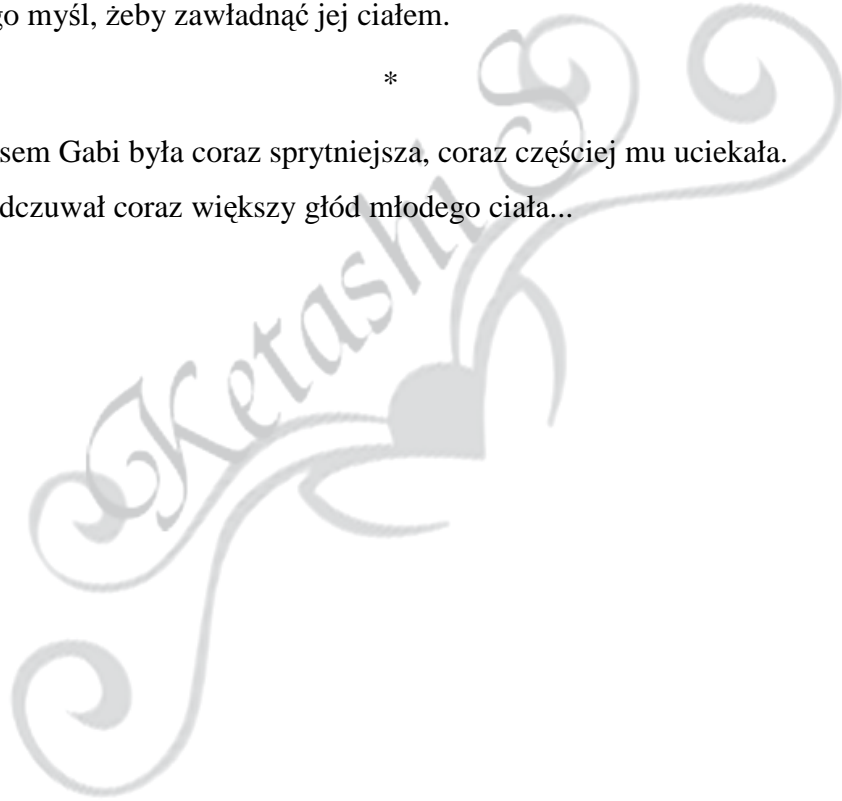 go myśl, żeby zawładnąć jej ciałem.
*
sem Gabi była coraz sprytniejsza, coraz częściej mu uciekała.
dczuwał coraz większy głód młodego ciała...
Ketashi S